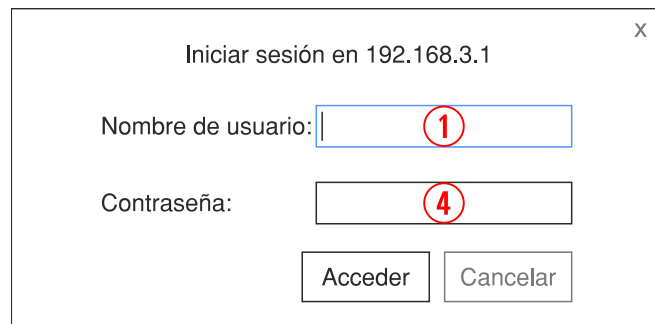 x
Iniciar sesión en 192.168.3.1
Nombre de usuario: 1
Contraseña: 4
Acceder Cancelar